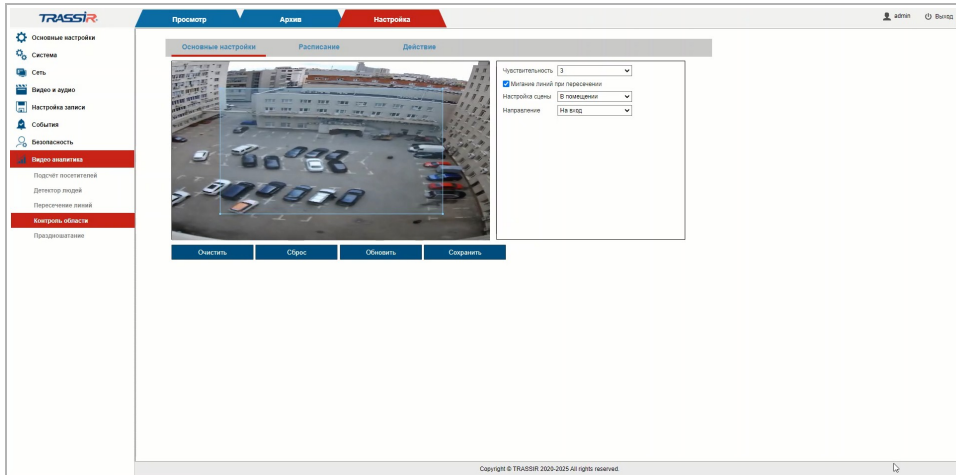 TRASSIR
Просмотр
Архив
Настройка
admin
Выход
Основные настройки
Система
Сеть
Видео и аудио
Настройка записи
События
Безопасность
Видео аналитика
Подсчёт посетителей
Детектор людей
Пересечение линий
Контроль области
Праздношатание
Основные настройки
Расписание
Действие
Чувствительность 3
Мигание линий при пересечении
Настройка сцены В помещении
Направление На вход
Очистить
Сброс
Обновить
Сохранить
Copyright © TRASSIR 2020-2025 All rights reserved.